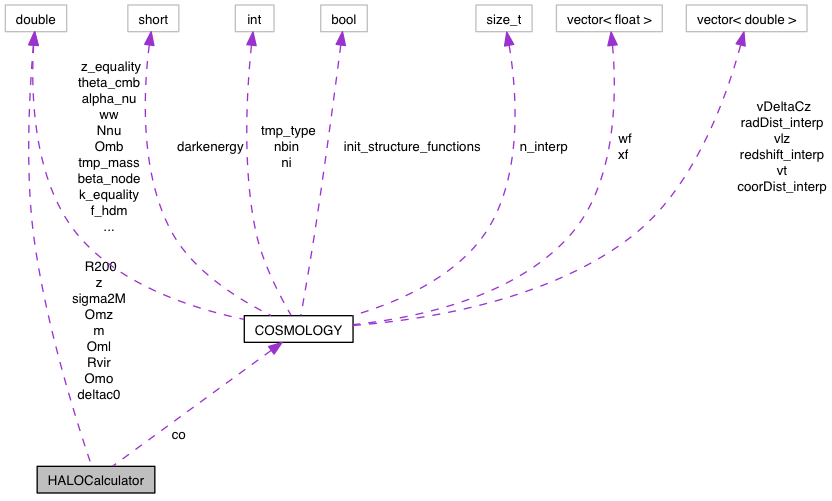 double
short
int
bool
size_t
vector< float >
vector< double >
z_equality
theta_cmb
alpha_nu
ww
Nnu
Omb
tmp_mass
beta_node
k_equality
f_hdm
...
darkenergy
tmp_type
nbin
ni
init_structure_functions
n_interp
wf
xf
vDeltaCz
radDist_interp
vlz
redshift_interp
vt
coorDist_interp
R200
z
sigma2M
Omz
m
Oml
Rvir
Omo
deltac0
COSMOLOGY
co
HALOCalculator